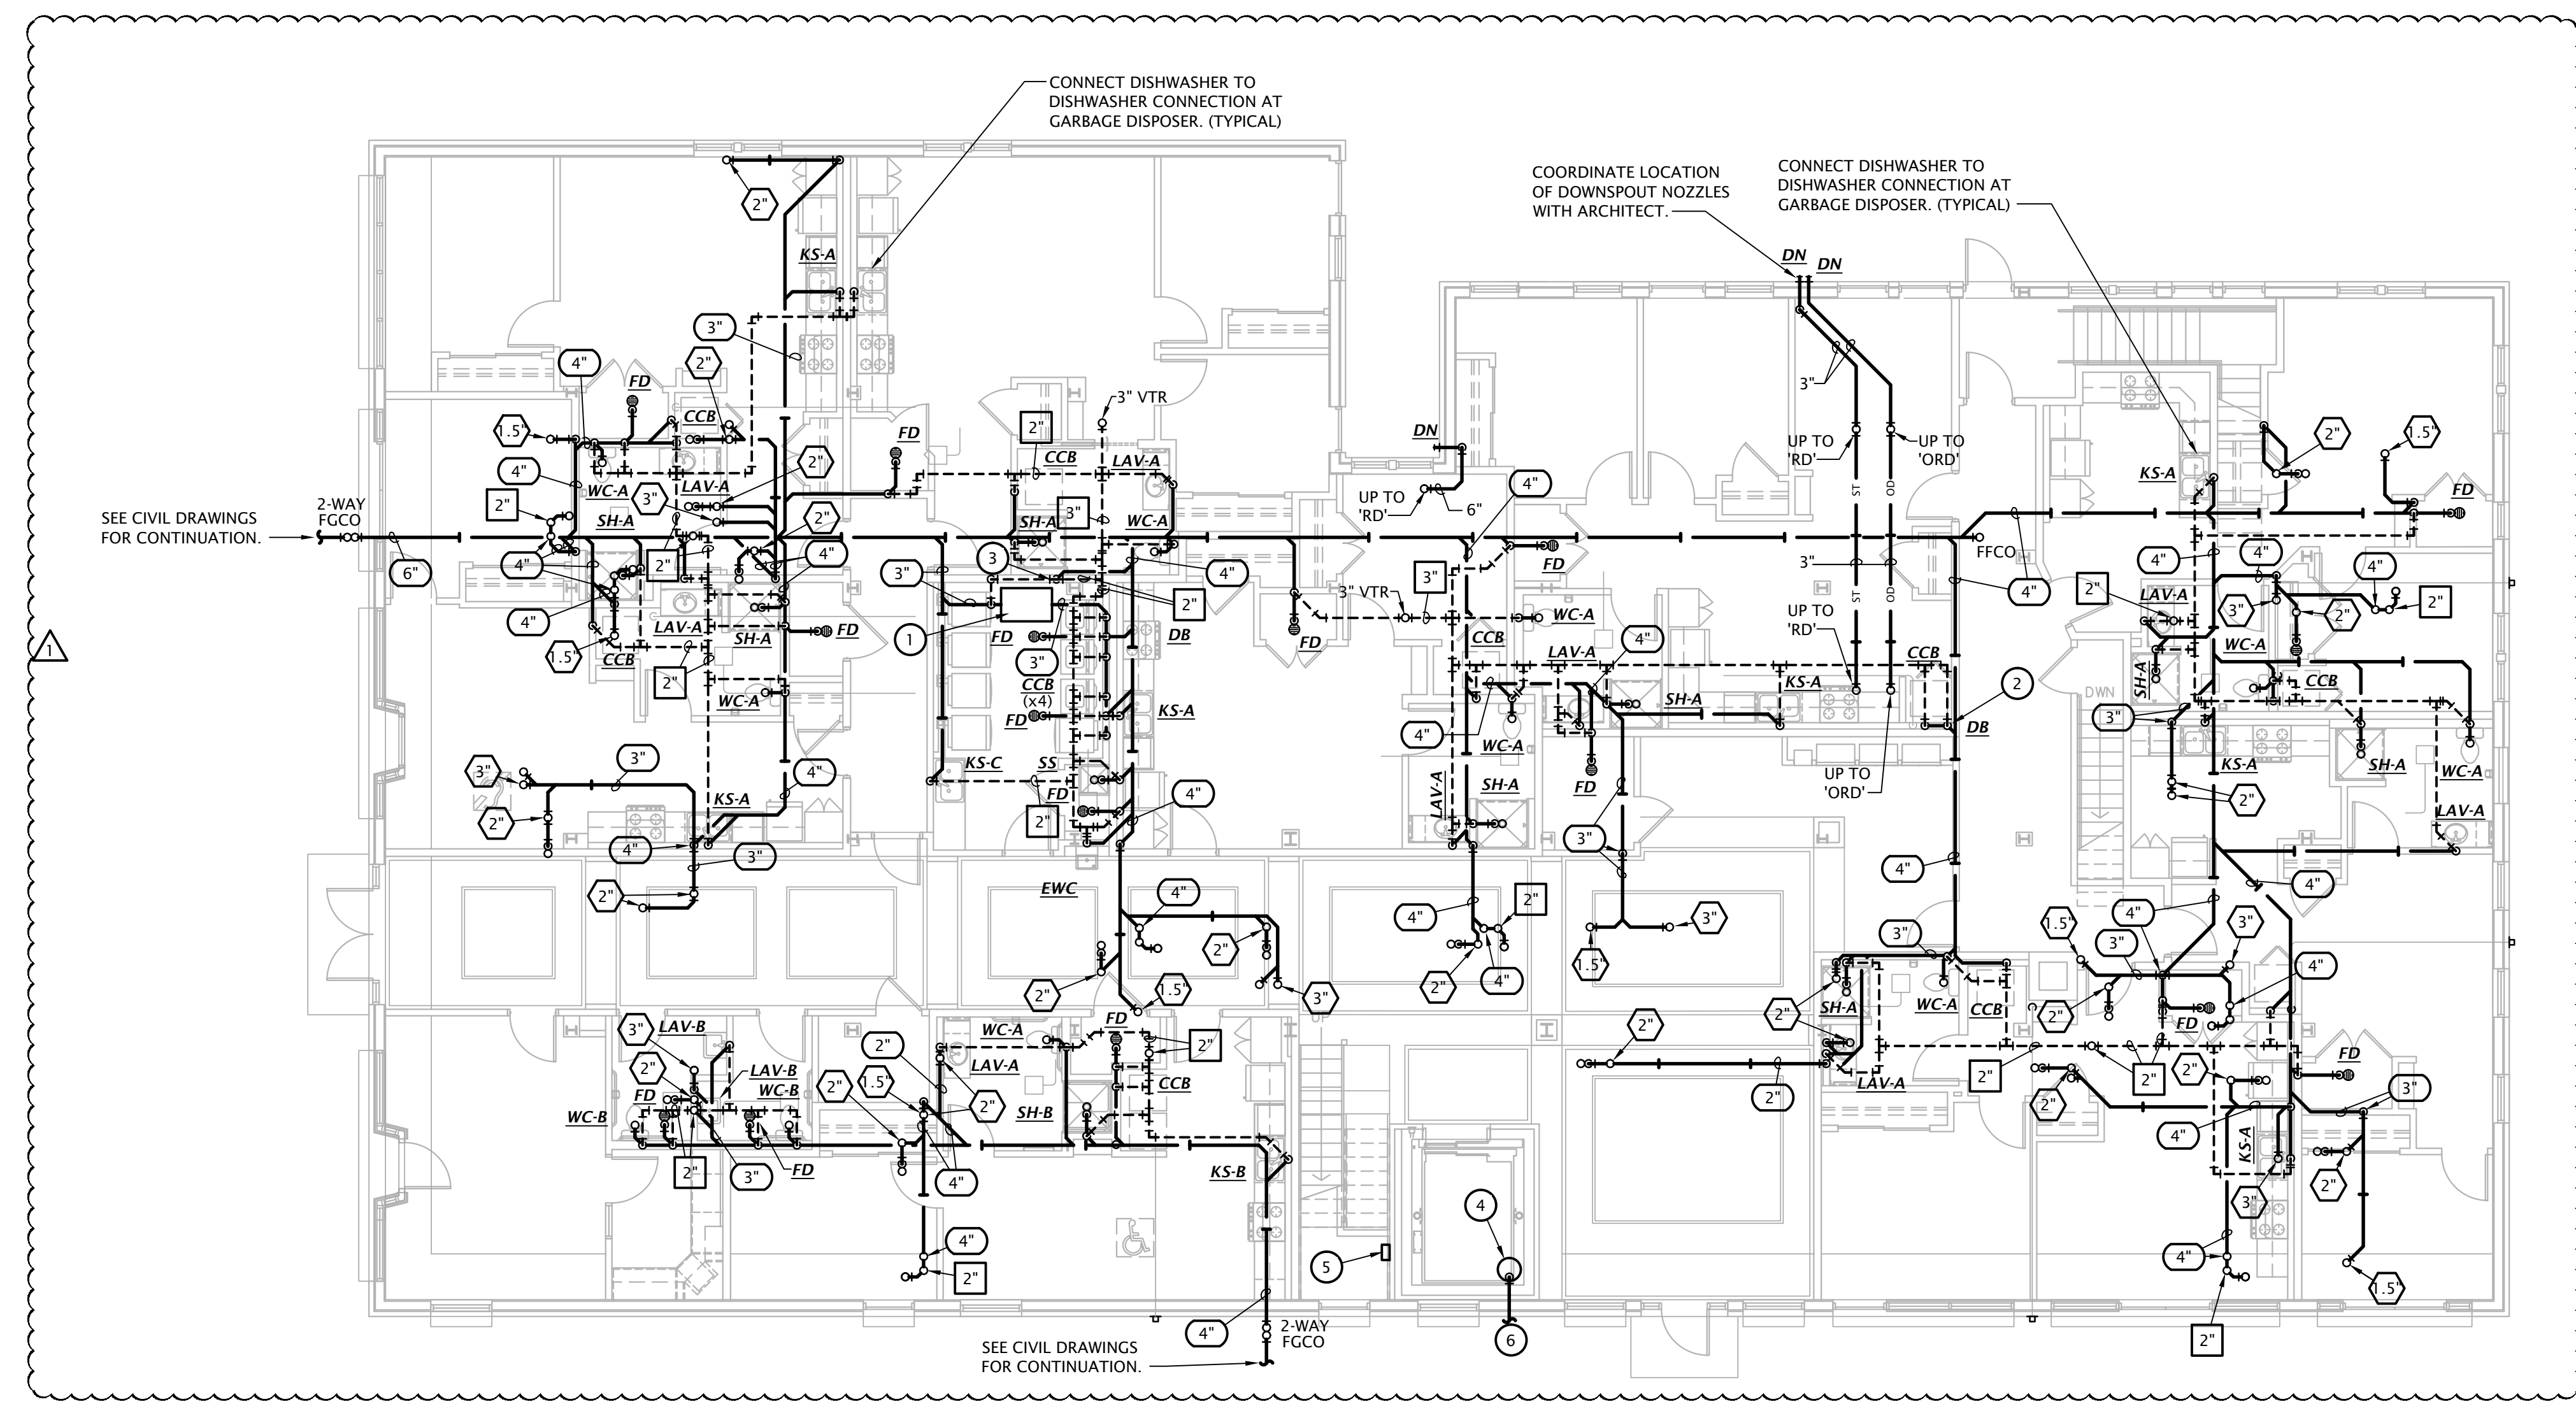 CONNECT DISHWASHER TO
DISHWASHER CONNECTION AT
GARBAGE DISPOSER. (TYPICAL)
COORDINATE LOCATION
OF DOWNSPOUT NOZZLES
WITH ARCHITECT.
CONNECT DISHWASHER TO
DISHWASHER CONNECTION AT
GARBAGE DISPOSER. (TYPICAL)
2"
KS-A
DN
DN
3"
2"
4"
FD
CCB
1.5"
3" VTR
2"
FD
3"
DN
UP TO
'RD'
UP TO
'ORD'
2"
1.5"
KS-A
FD
4"
2"
WC-A
LAV-A
3"
2"
CCB
LAV-A
4"
UP TO
'RD'
6"
ST
OD
2-WAY
FGCO
SEE CIVIL DRAWINGS
FOR CONTINUATION.
SH-A
2"
3"
SH-A
WC-A
6"
4"
2"
4"
3"
3
4"
2"
3"
FD
3"
FFCO
4"
4"
4"
4"
2"
LAV-A
3"
2"
2"
4"
LAV-A
SH-A
FD
1
FD
DB
3" VTR
WC-A
ST
OD
UP TO
'RD'
1
1.5"
CCB
2"
WC-A
3"
CCB
(x4)
FD
KS-A
FD
CCB
LAV-A
4"
SH-A
KS-A
CCB
2
DB
SH-A
WC-A
CCB
DWN
3"
3"
3"
2"
KS-A
4"
KS-C
SS
FD
2"
4"
4"
WC-A
SH-A
LAV-A
FD
UP TO
'ORD'
KS-A
SH-A
WC-A
2"
LAV-A
4"
3"
2"
3"
4"
4"
EWC
4"
2"
4"
2"
2"
4"
3"
1.5"
3"
1.5"
4"
3"
3"
4"
2"
1.5"
3"
3"
LAV-B
2"
FD
WC-B
LAV-B
WC-B
2"
3"
FD
2"
2"
1.5"
WC-A
LAV-A
2"
FD
2"
CCB
SH-B
4"
KS-B
2"
2"
SH-A
WC-A
CCB
LAV-A
2"
2"
2"
FD
2"
2"
2"
FD
3"
4"
KS-A
3"
2"
4"
2"
5
4
6
4"
2"
1.5"
4"
2-WAY
FGCO
SEE CIVIL DRAWINGS
FOR CONTINUATION.